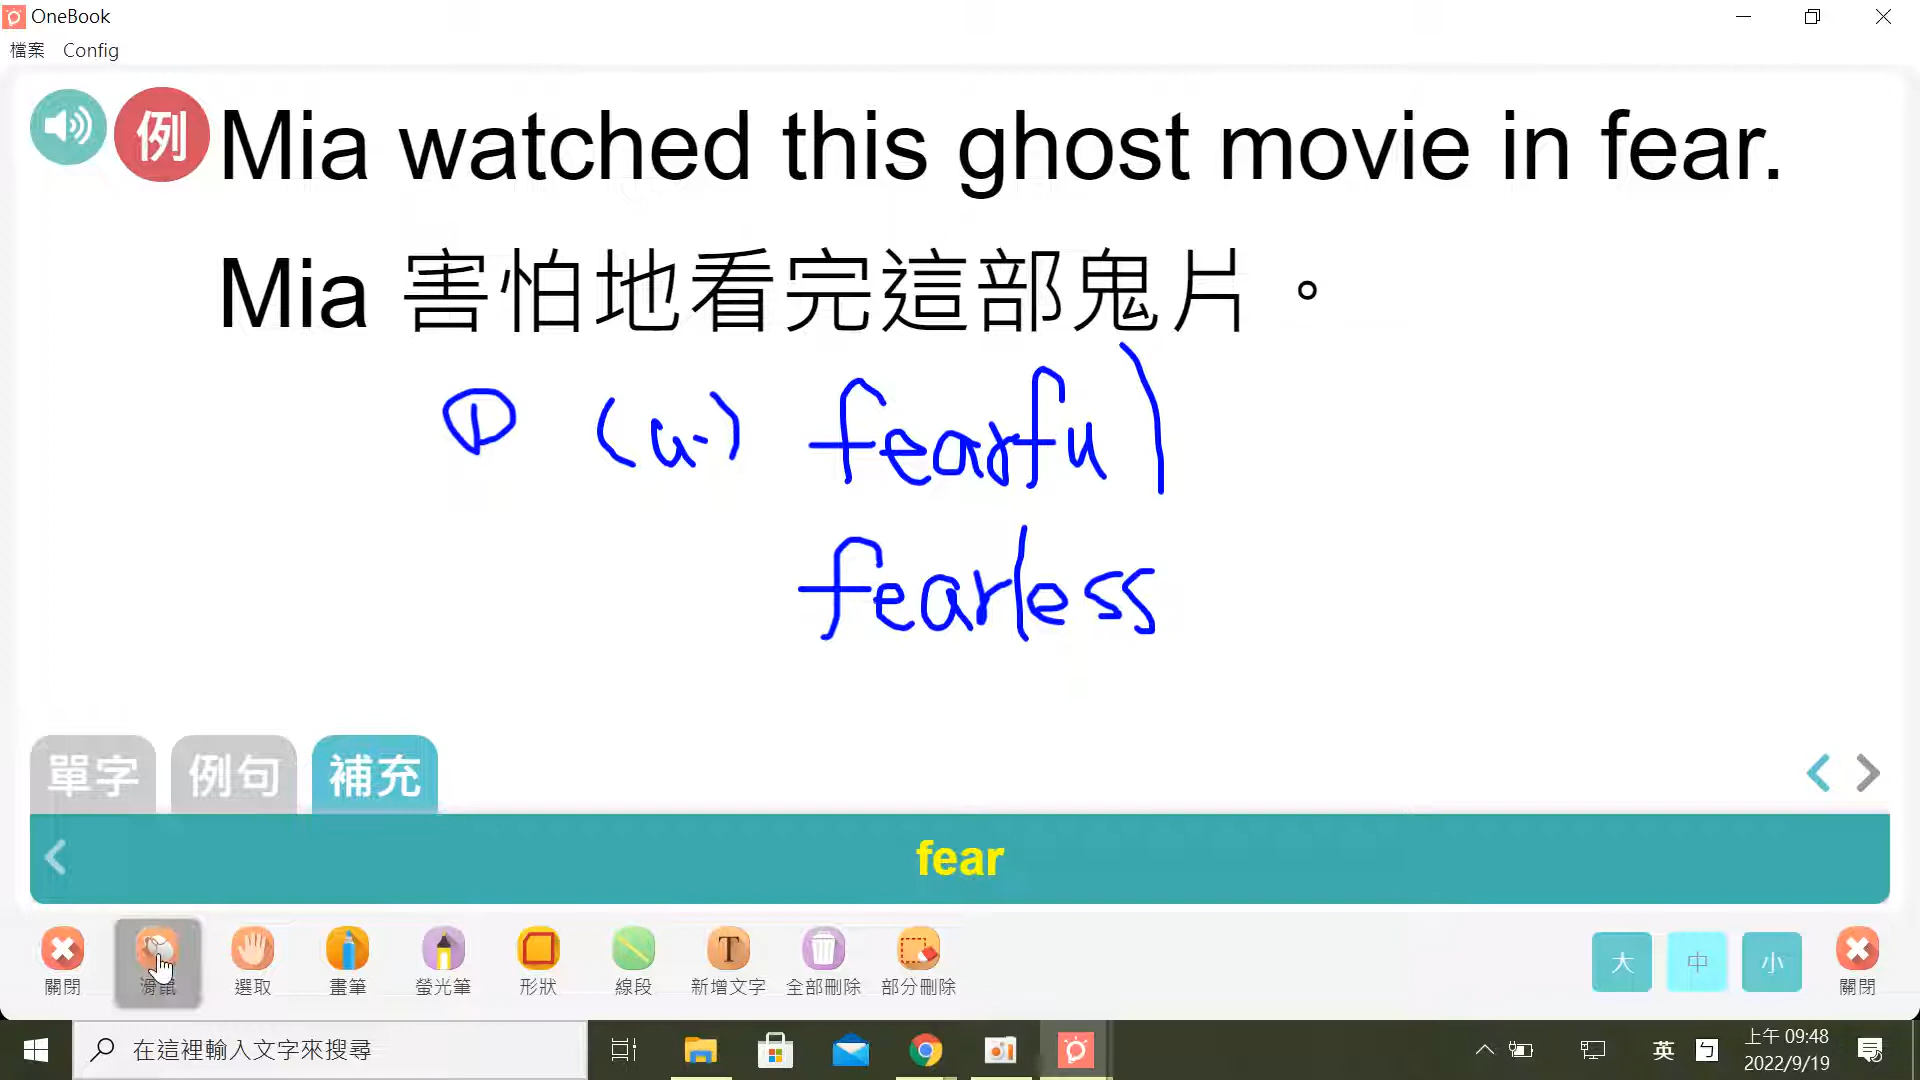 OneBook
檔案 Config
例 Mia watched this ghost movie in fear.
Mia 害怕地看完這部鬼片。
① (a.) fearful
fearless
單字 例句 補充
fear
關閉 滑鼠 選取 畫筆 螢光筆 形狀 線段 新增文字 全部刪除 部分刪除 大 中 小 關閉
在這裡輸入文字來搜尋 英 ㄅ 上午 09:48
2022/9/19